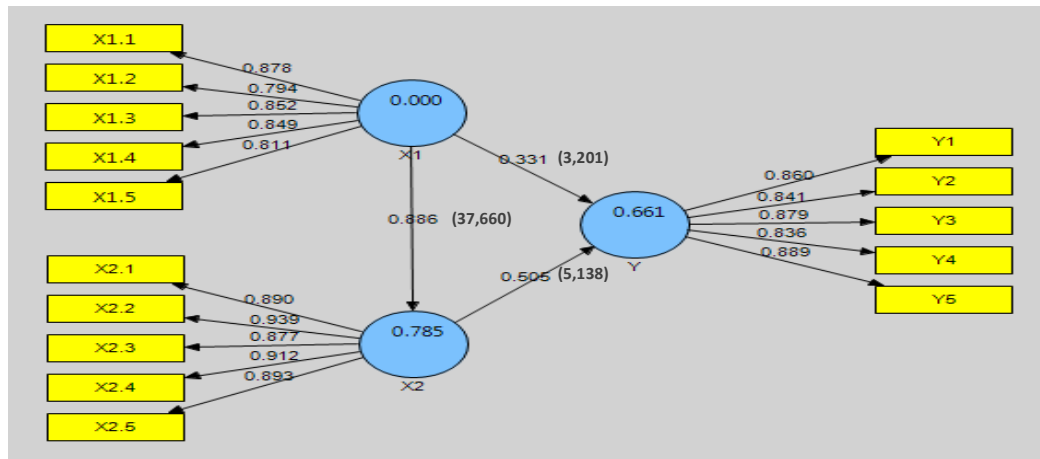 X1.1
X1.2
X1.3
X1.4
X1.5
0.878
0.794
0.852
0.849
0.811
0.000
X1
0.331 (3,201)
0.886 (37,660)
0.505 (5,138)
0.661
Y
0.860
0.841
0.879
0.836
0.889
Y1
Y2
Y3
Y4
Y5
X2.1
X2.2
X2.3
X2.4
X2.5
0.890
0.939
0.877
0.912
0.893
0.785
X2